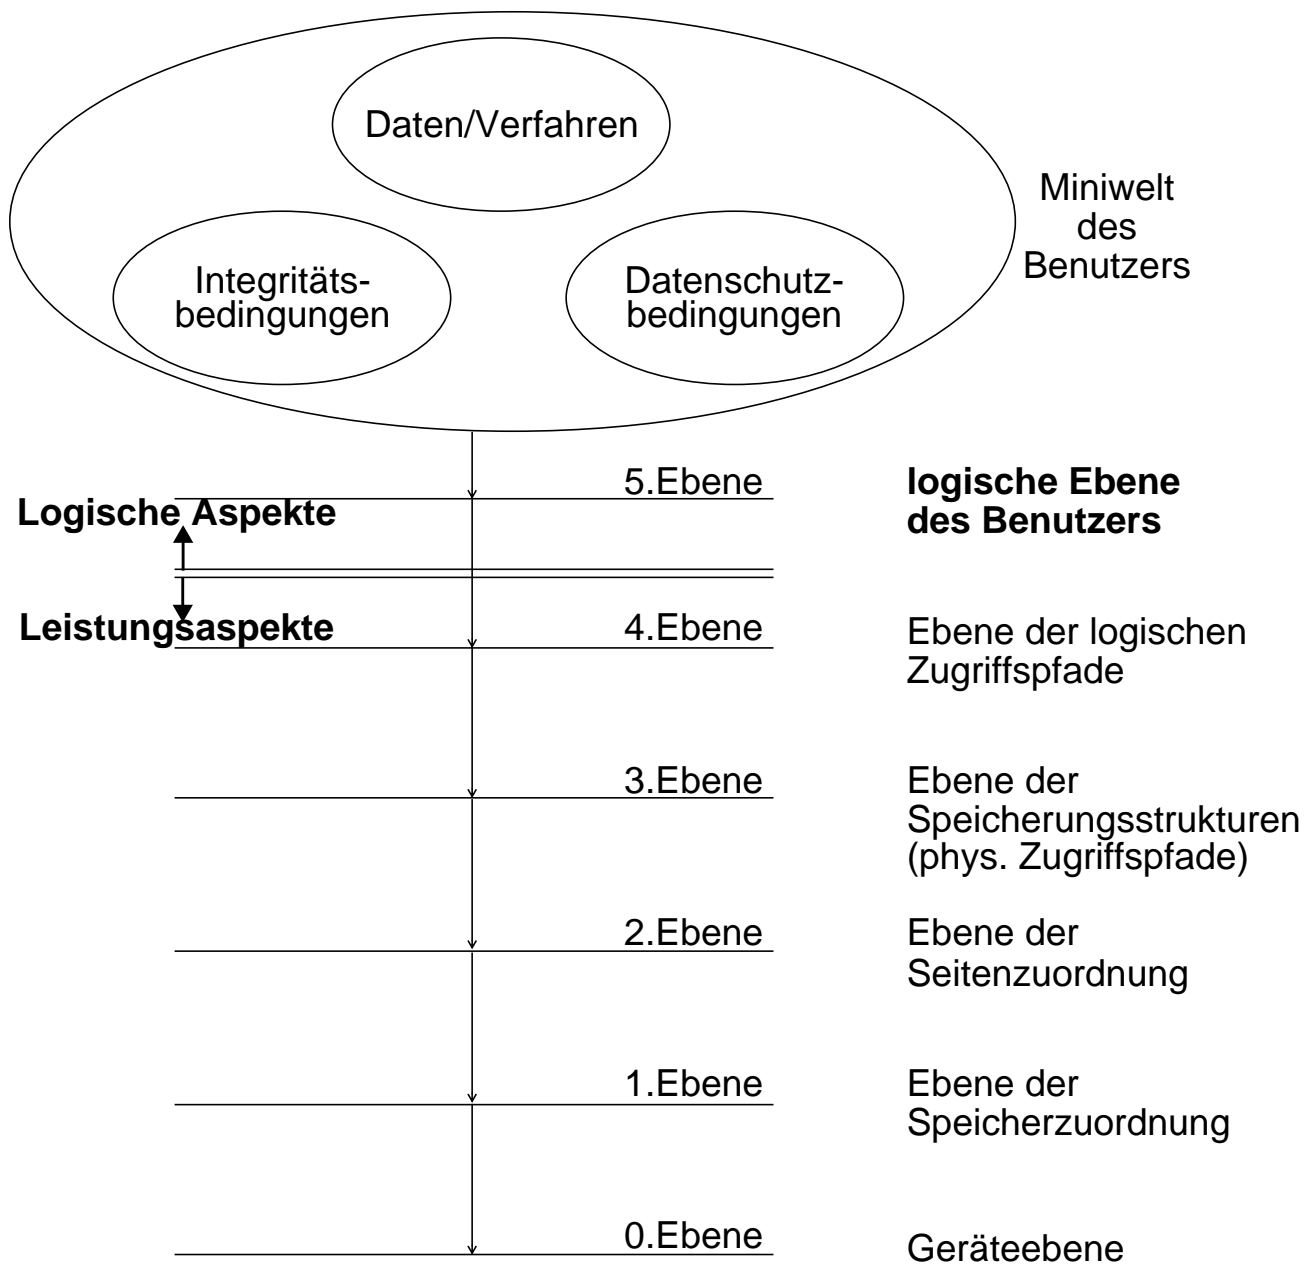 Daten/Verfahren
Miniwelt
des
Benutzers
Integritäts-
bedingungen
Datenschutz-
bedingungen
5.Ebene
logische Ebene
des Benutzers
Logische Aspekte
Leistungsaspekte
4.Ebene
Ebene der logischen
Zugriffspfade
3.Ebene
Ebene der
Speicherungsstrukturen
(phys. Zugriffspfade)
2.Ebene
Ebene der
Seitenzuordnung
1.Ebene
Ebene der
Speicherzuordnung
0.Ebene
Geräteebene